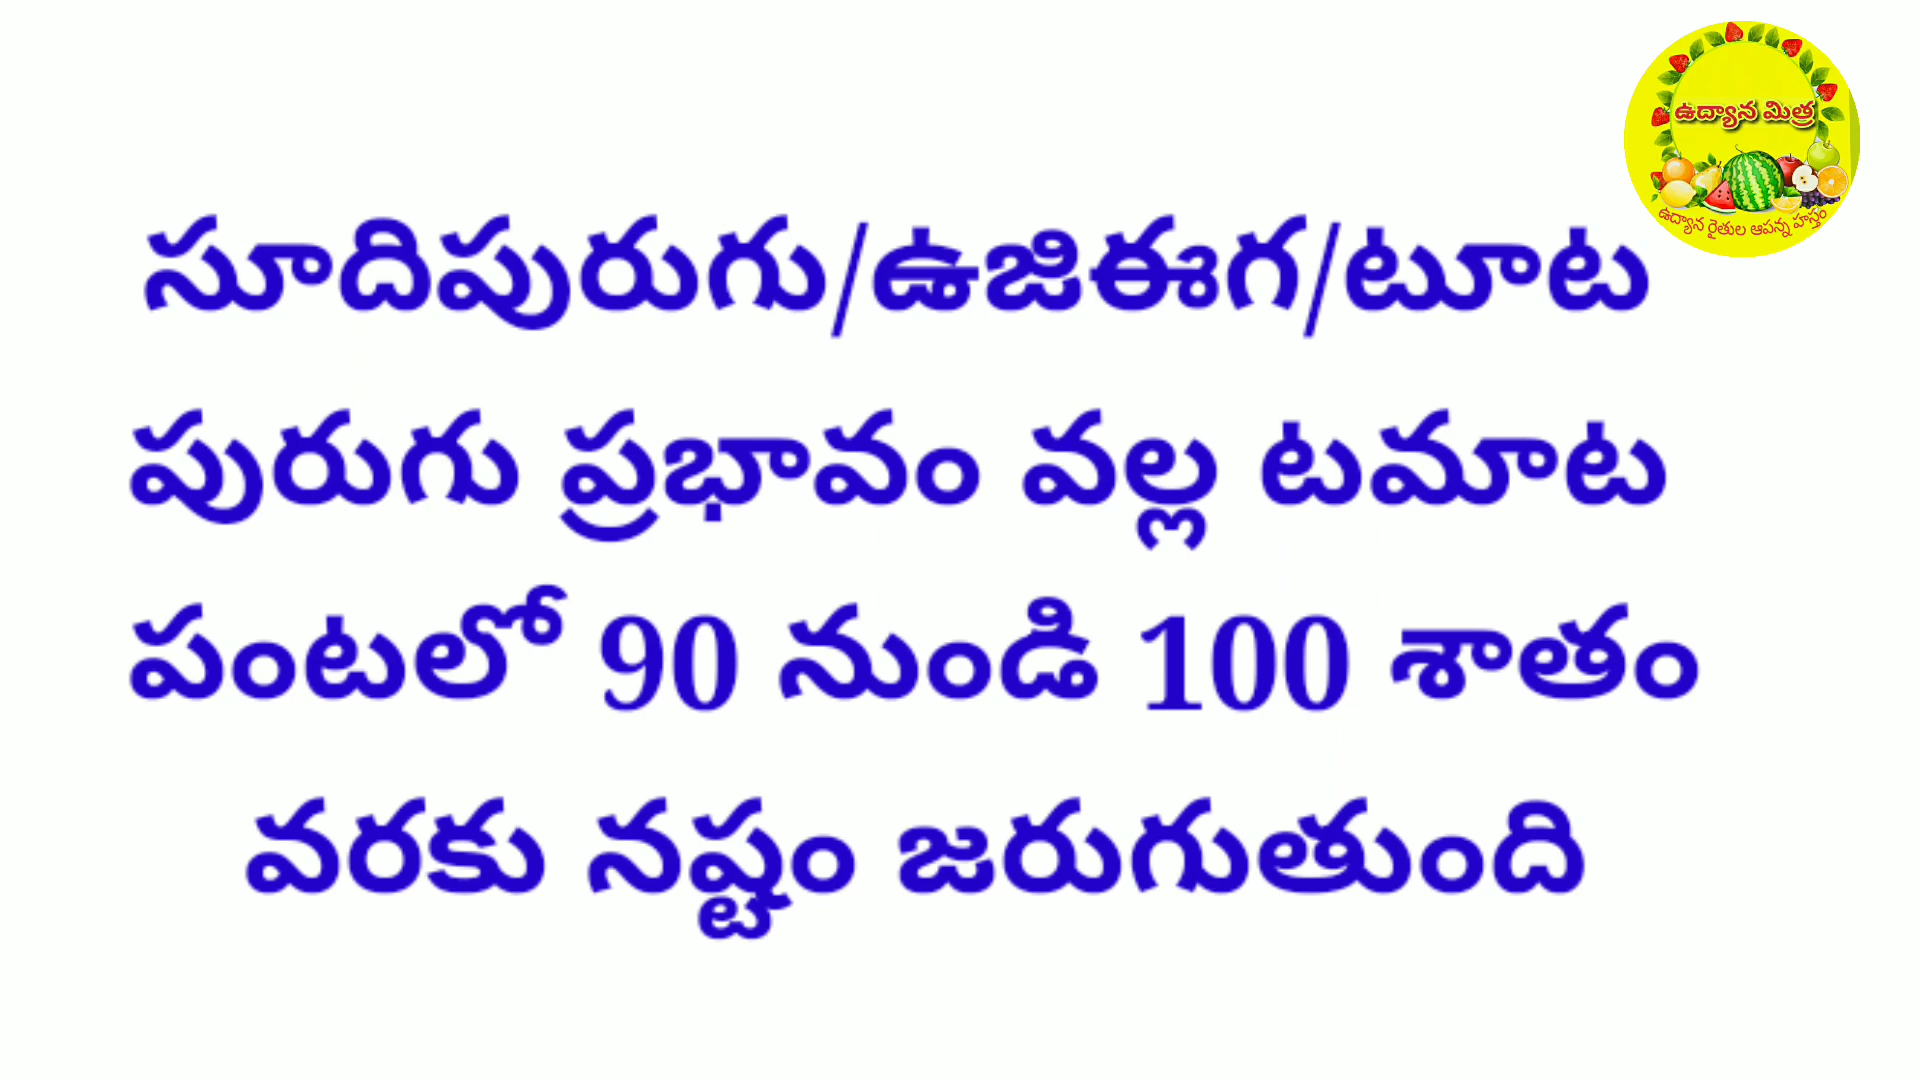 ఉద్యాన మిత్ర
ఉద్యాన రైతుల ఆపన్న హస్తం
సూదిపురుగు/ఉజిఈగ/టూట
పురుగు ప్రభావం వల్ల టమాట
పంటలో 90 నుండి 100 శాతం
వరకు నష్టం జరుగుతుంది